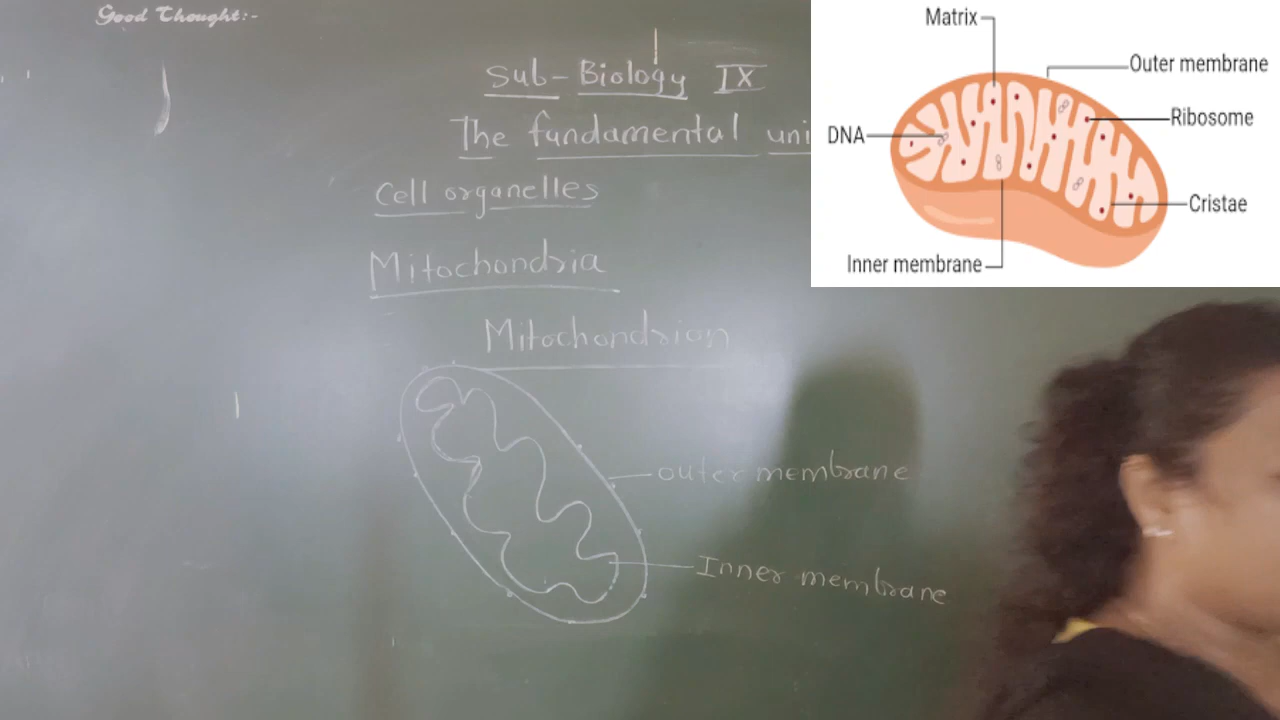 Good Thought:-
Sub-Biology IX
The fundamental uni
Cell organelles
Mitochondria
Mitochondrion
outer membrane
Inner membrane
Matrix
Outer membrane
Ribosome
DNA
Cristae
Inner membrane